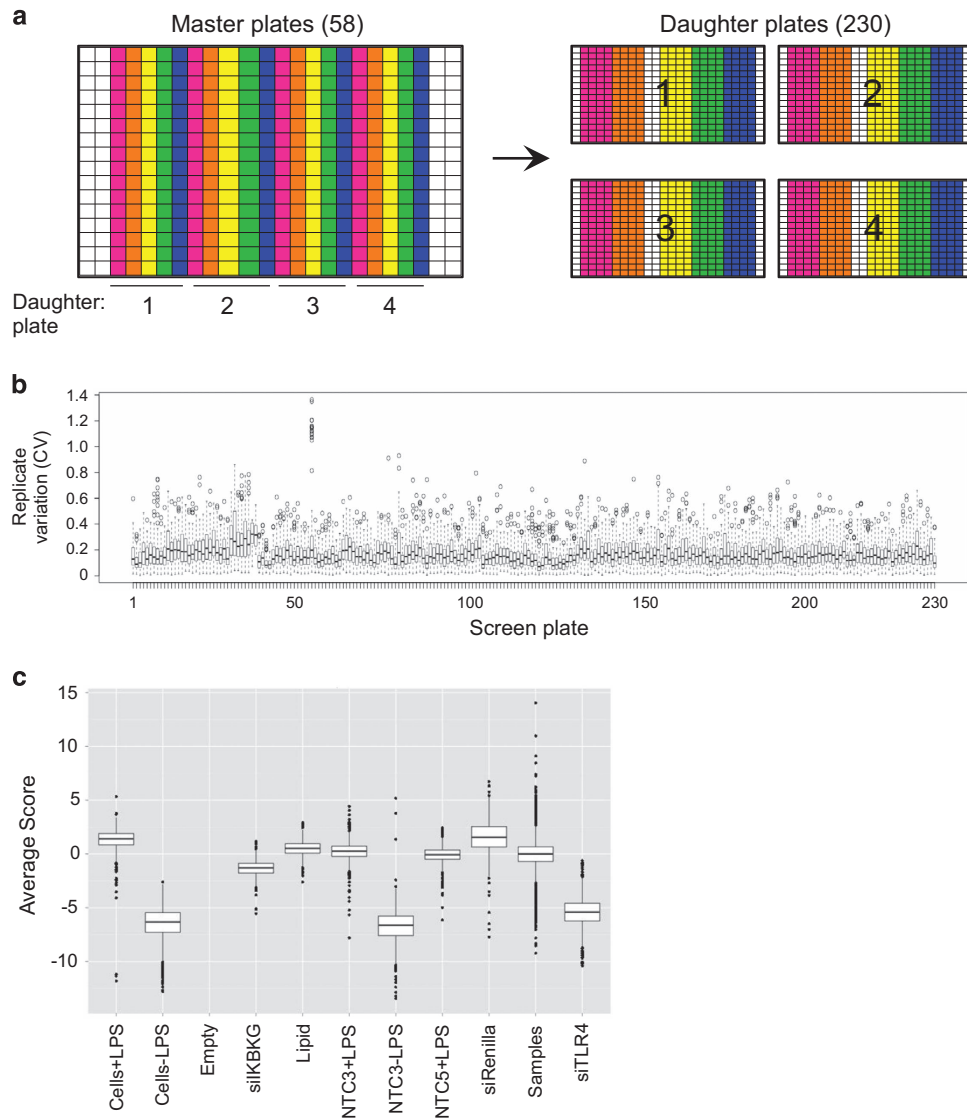 a
Master plates (58)
Daughter plates (230)
1
2
3
4
Daughter:
plate
1 2 3 4
b
Replicate
variation (CV)
1.4
1.2
1.0
0.8
0.6
0.4
0.2
0
1 50 100 150 200 230
Screen plate
c
Average Score
15
10
5
0
-5
-10
Cells+LPS
Cells-LPS
Empty
siIKBKG
Lipid
NTC3+LPS
NTC3-LPS
NTC5+LPS
siRenilla
Samples
siTLR4